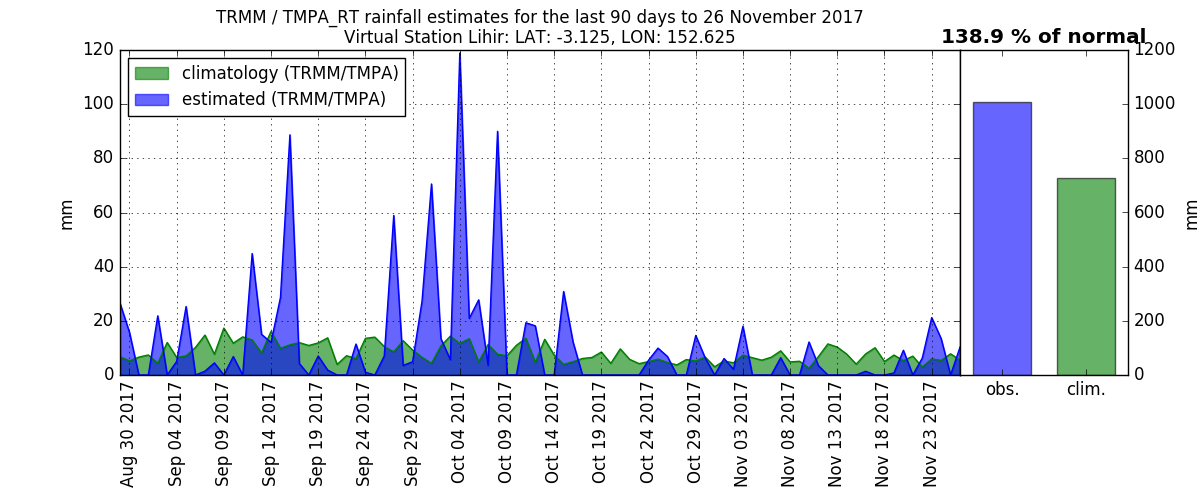 TRMM / TMPA_RT rainfall estimates for the last 90 days to 26 November 2017
Virtual Station Lihir: LAT: -3.125, LON: 152.625
138.9 % of normal
climatology (TRMM/TMPA)
estimated (TRMM/TMPA)
120
100
80
60
40
20
0
mm
Aug 30 2017
Sep 04 2017
Sep 09 2017
Sep 14 2017
Sep 19 2017
Sep 24 2017
Sep 29 2017
Oct 04 2017
Oct 09 2017
Oct 14 2017
Oct 19 2017
Oct 24 2017
Oct 29 2017
Nov 03 2017
Nov 08 2017
Nov 13 2017
Nov 18 2017
Nov 23 2017
obs.
clim.
1200
1000
800
600
400
200
0
mm